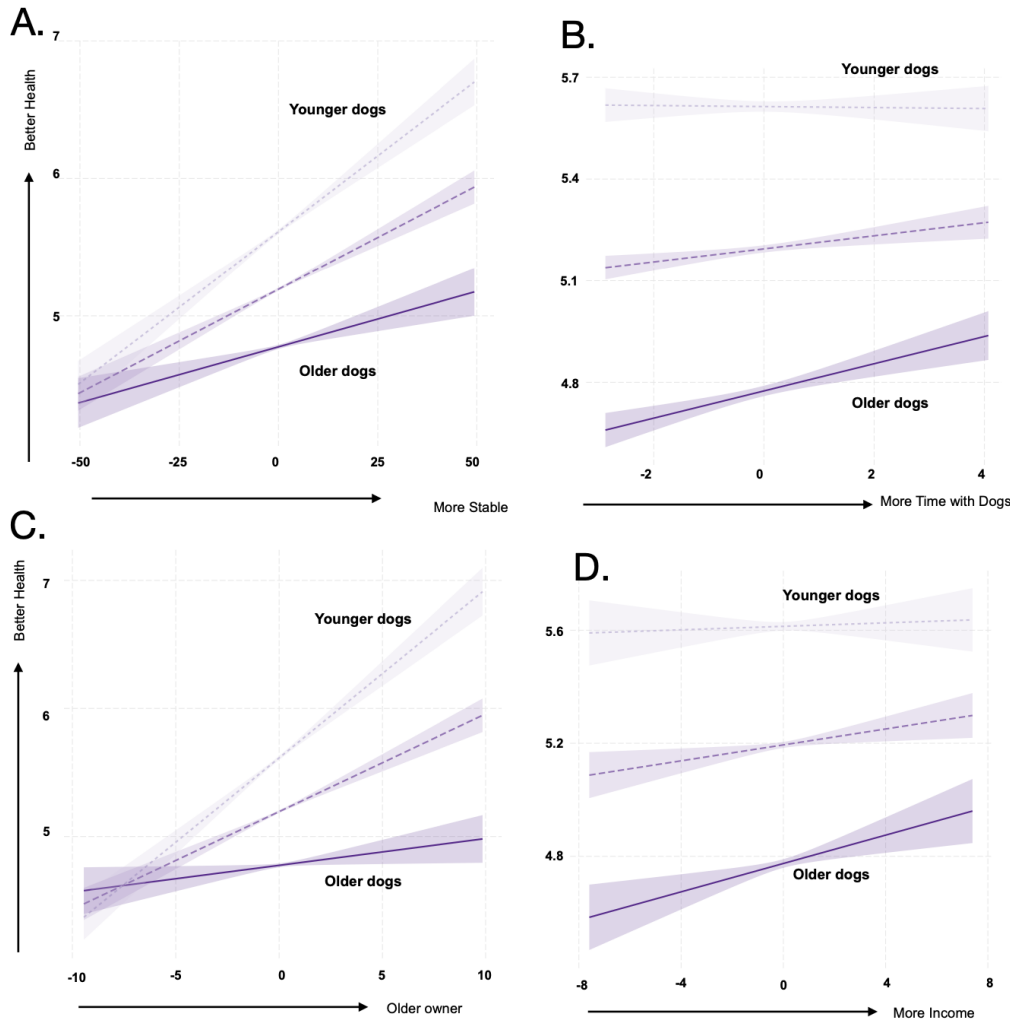 A.
7
Better Health
Younger dogs
6
5
Older dogs
-50 -25 0 25 50
More Stable
B.
Younger dogs
5.7
5.4
5.1
4.8
Older dogs
-2 0 2 4
More Time with Dogs
C.
Better Health
7
Younger dogs
6
5
Older dogs
-10 -5 0 5 10
Older owner
D.
Younger dogs
5.6
5.2
4.8
Older dogs
-8 -4 0 4 8
More Income